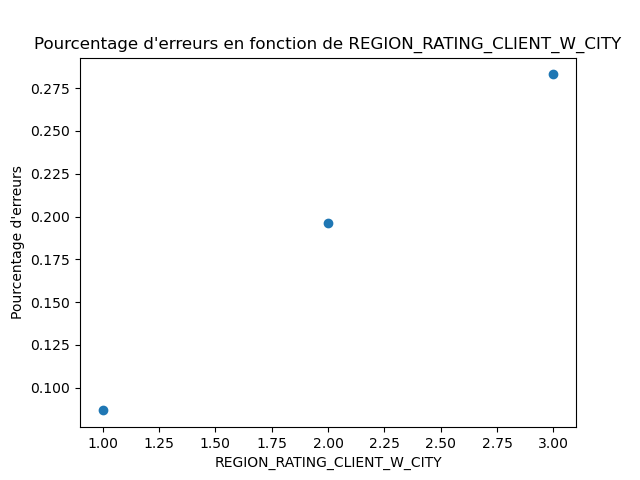 Pourcentage d'erreurs en fonction de REGION_RATING_CLIENT_W_CITY
0.275
0.250
0.225
0.200
0.175
0.150
0.125
0.100
Pourcentage d'erreurs
1.00 1.25 1.50 1.75 2.00 2.25 2.50 2.75 3.00
REGION_RATING_CLIENT_W_CITY